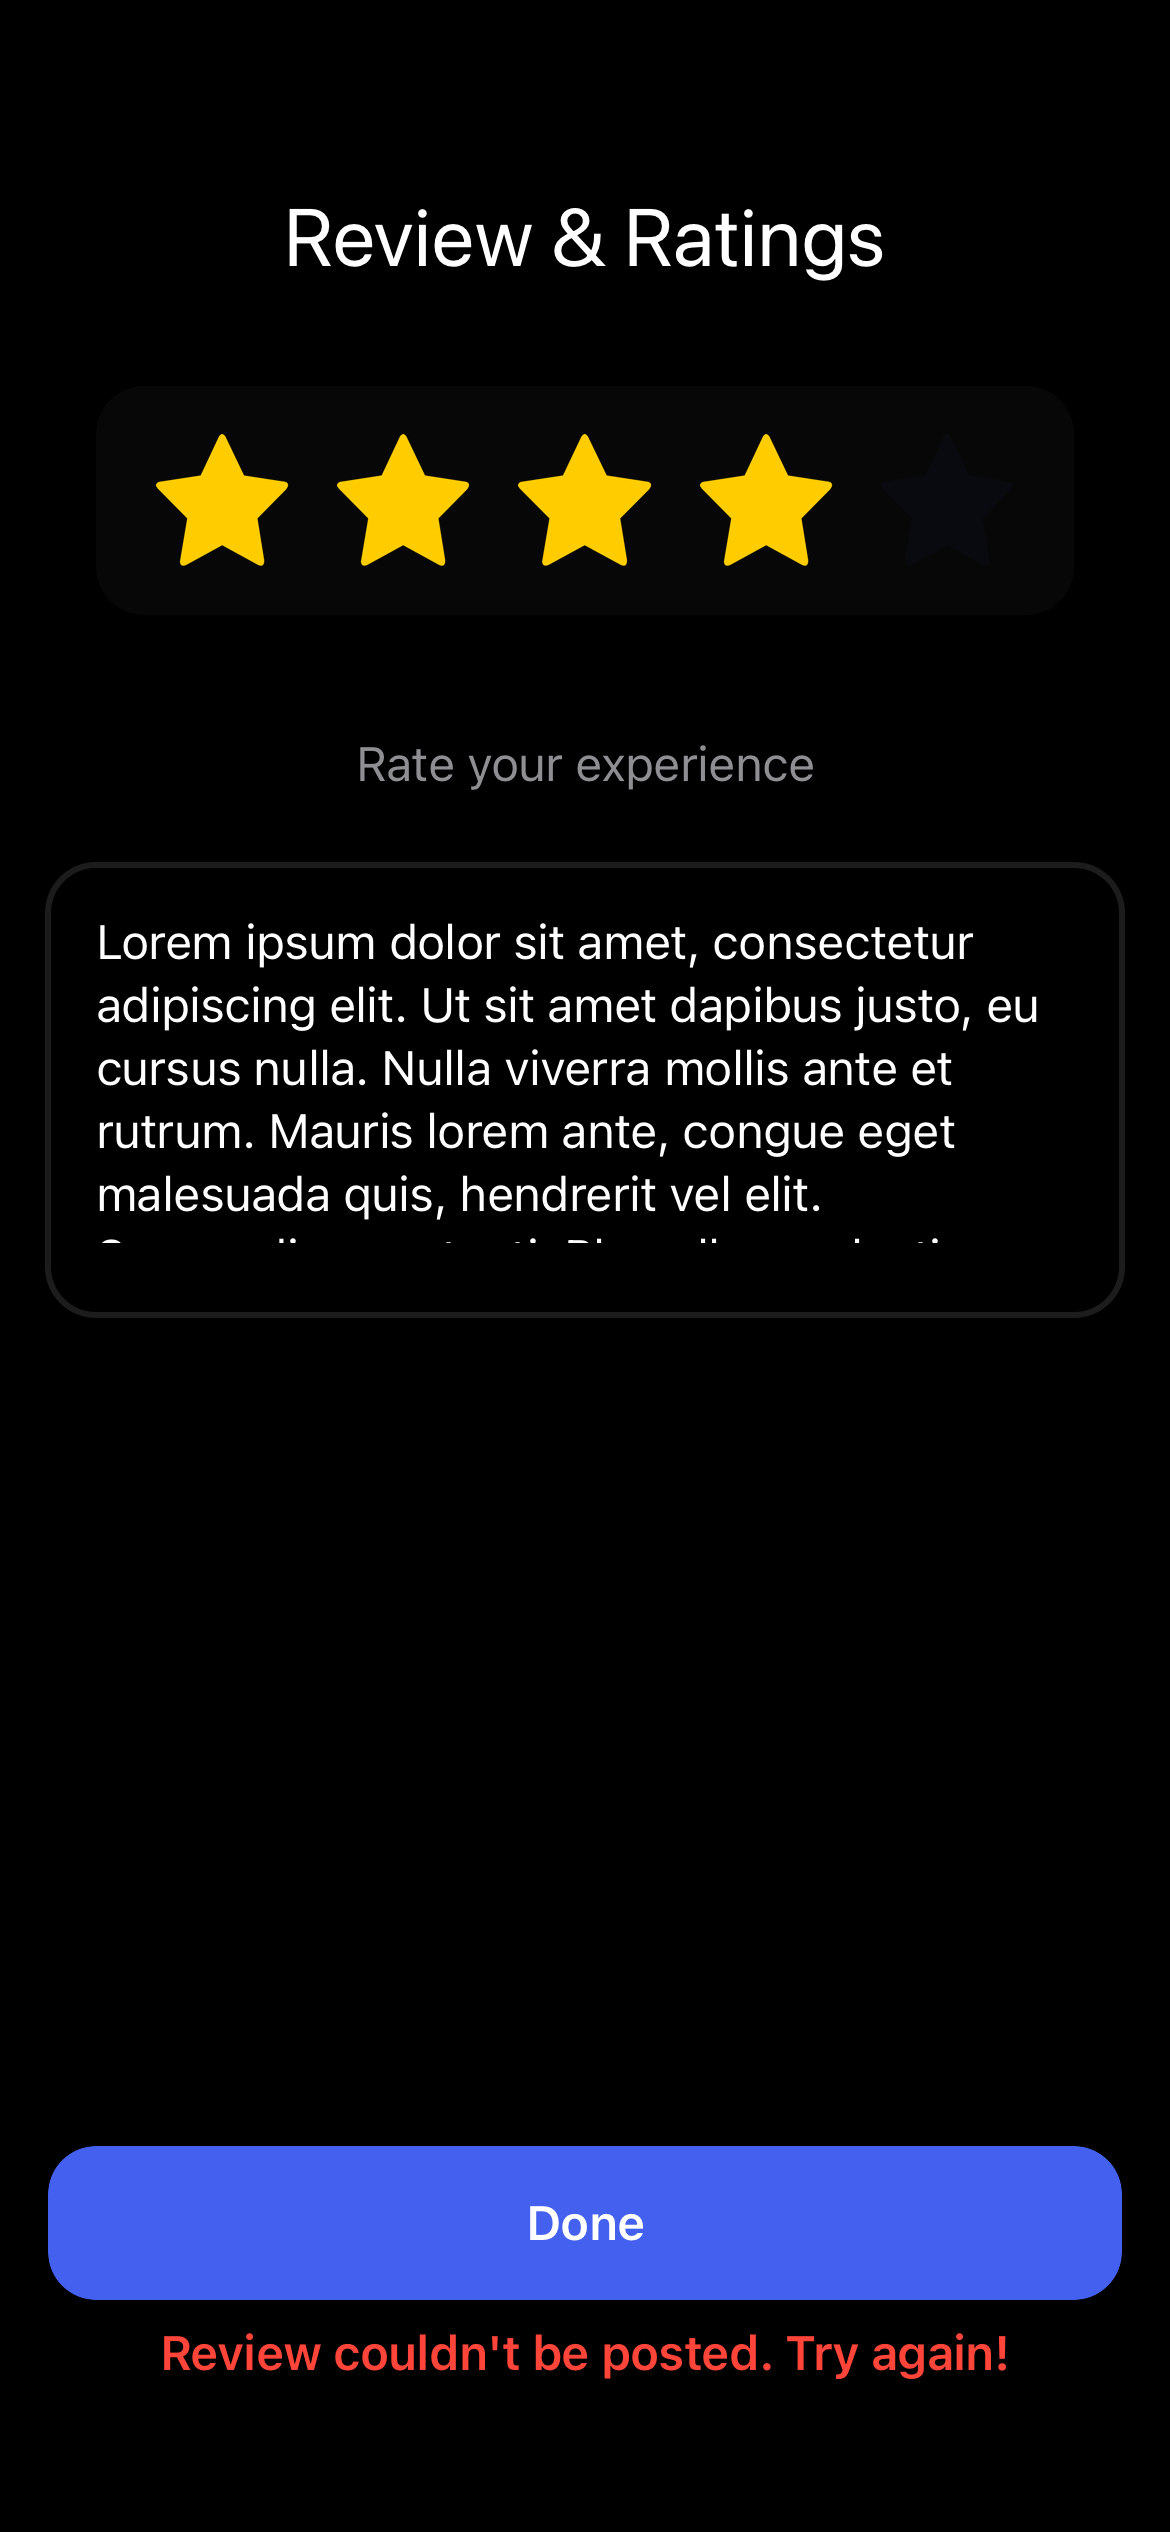 Review & Ratings
Rate your experience
Lorem ipsum dolor sit amet, consectetur
adipiscing elit. Ut sit amet dapibus justo, eu
cursus nulla. Nulla viverra mollis ante et
rutrum. Mauris lorem ante, congue eget
malesuada quis, hendrerit vel elit.
Done
Review couldn't be posted. Try again!